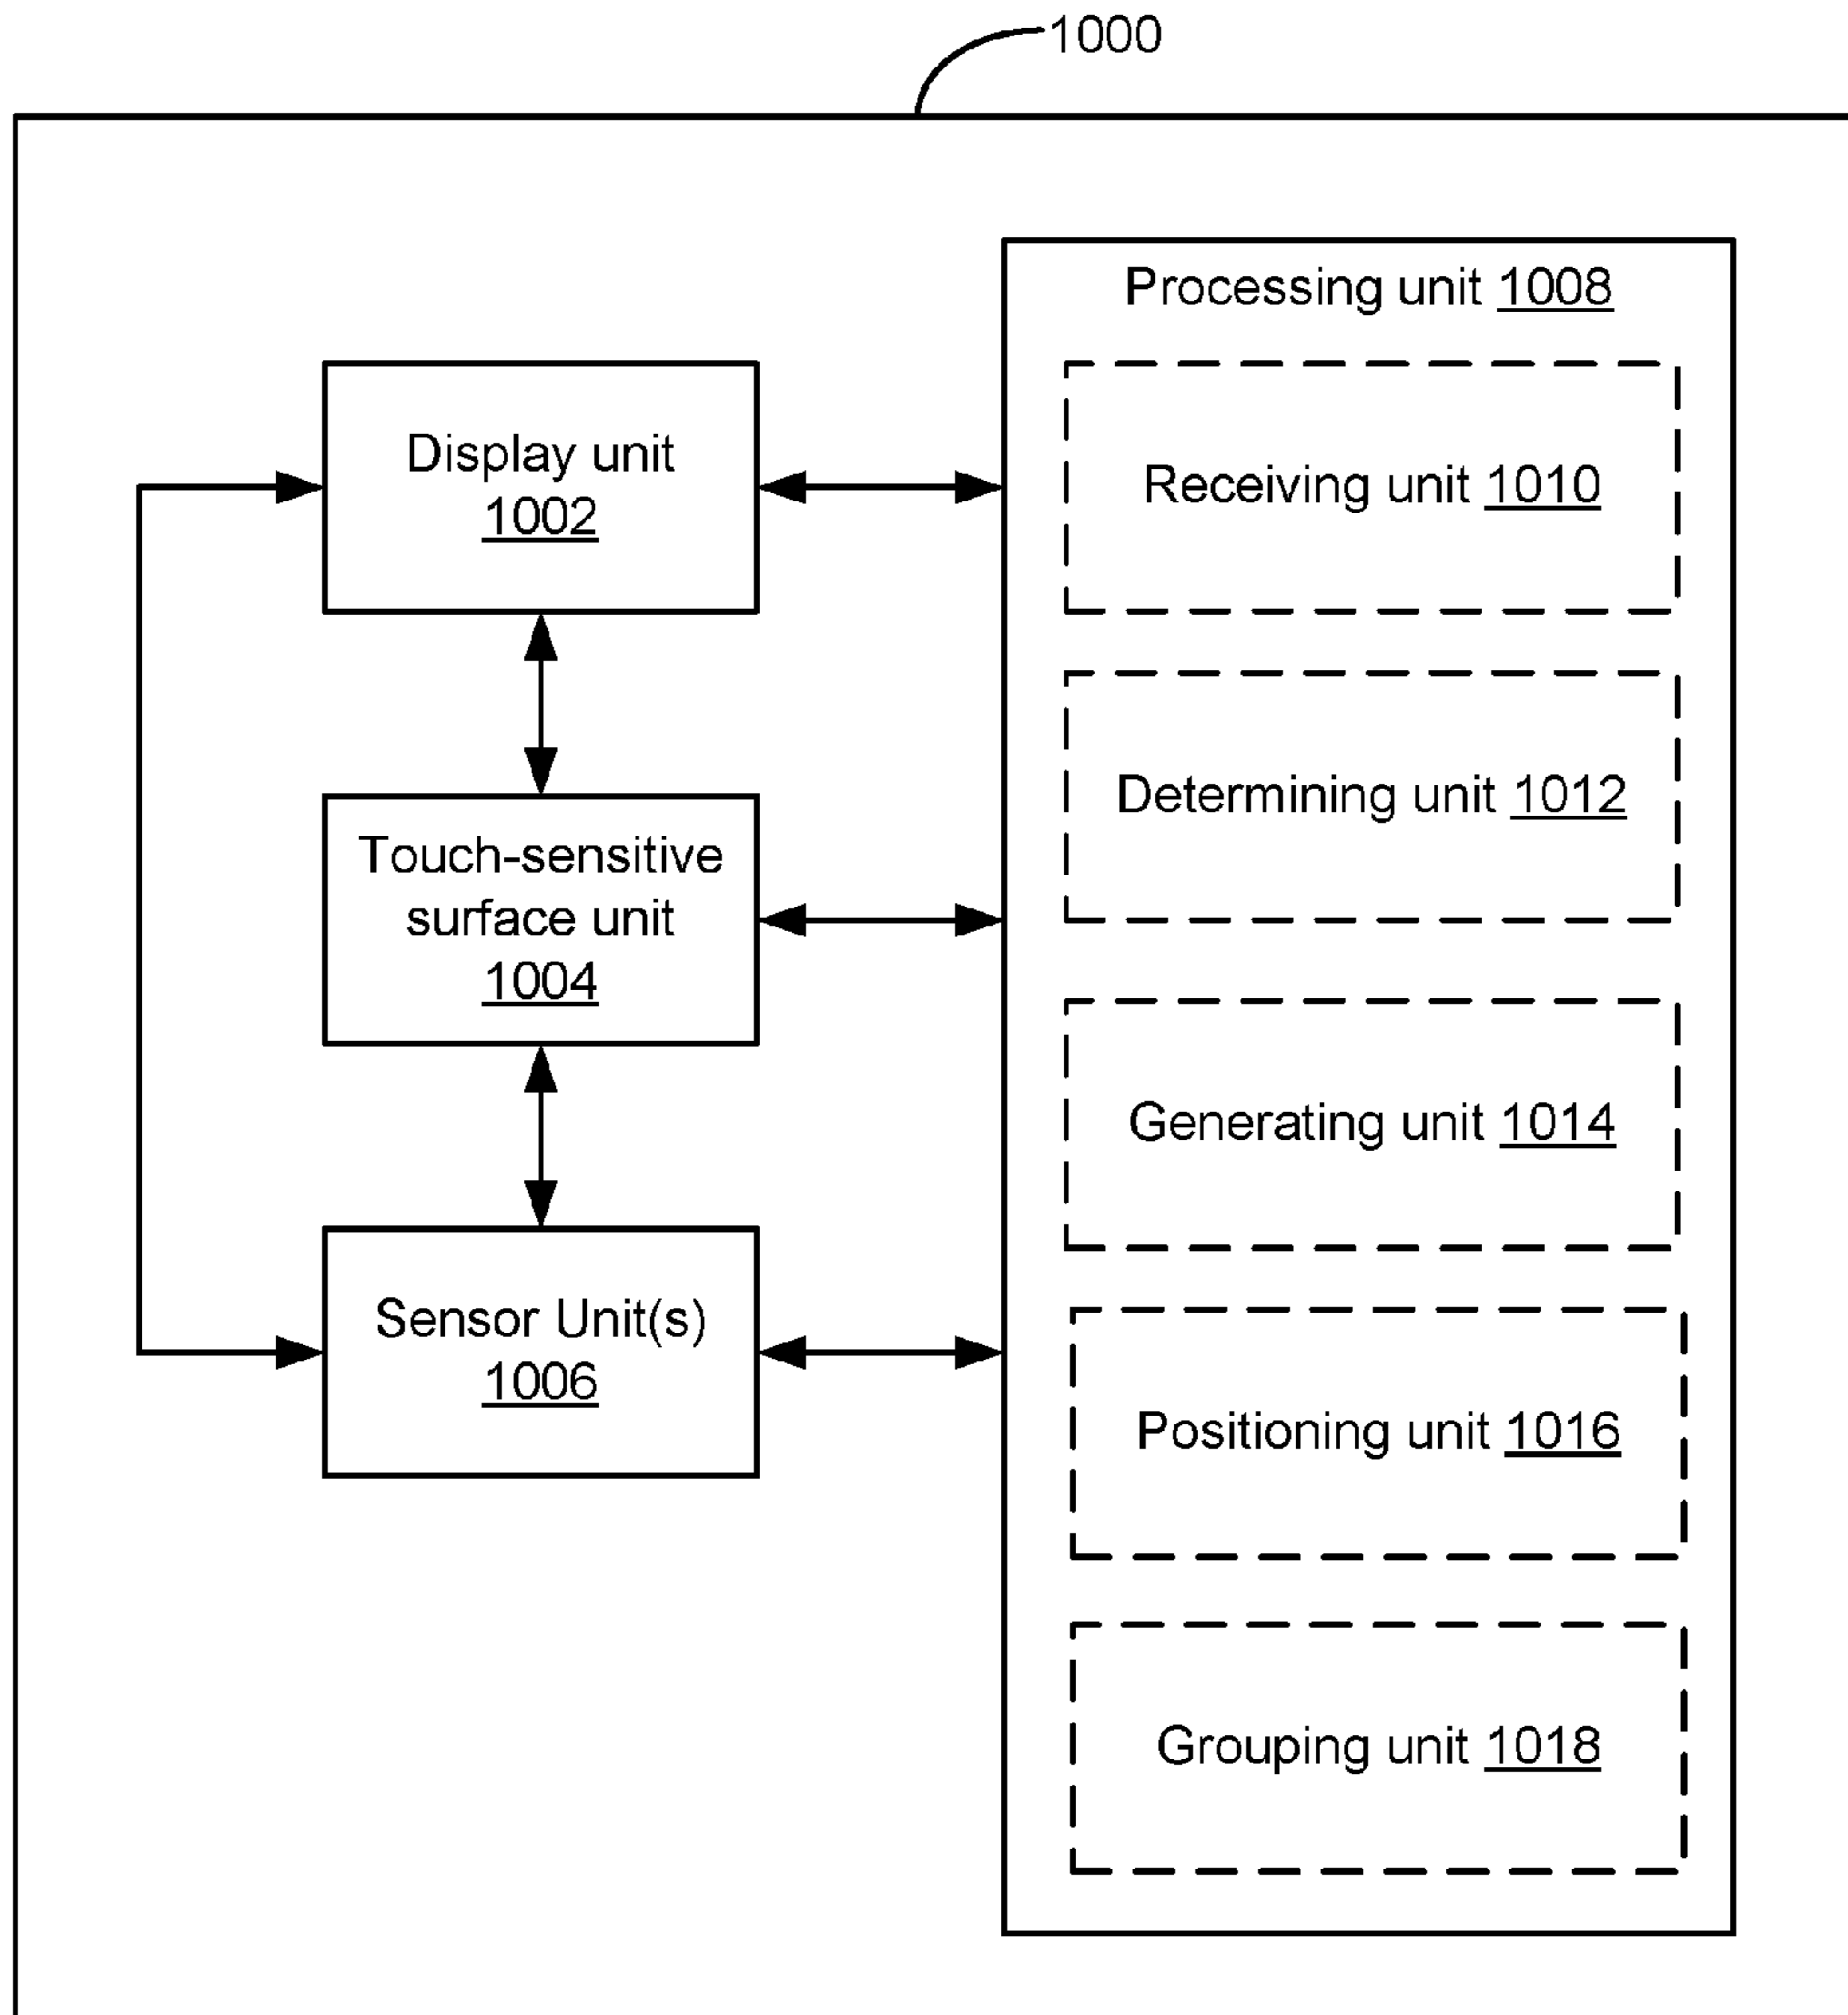 1000
Processing unit 1008
Display unit
1002
Receiving unit 1010
Touch-sensitive
surface unit
1004
Determining unit 1012
Generating unit 1014
Sensor Unit(s)
1006
Positioning unit 1016
Grouping unit 1018